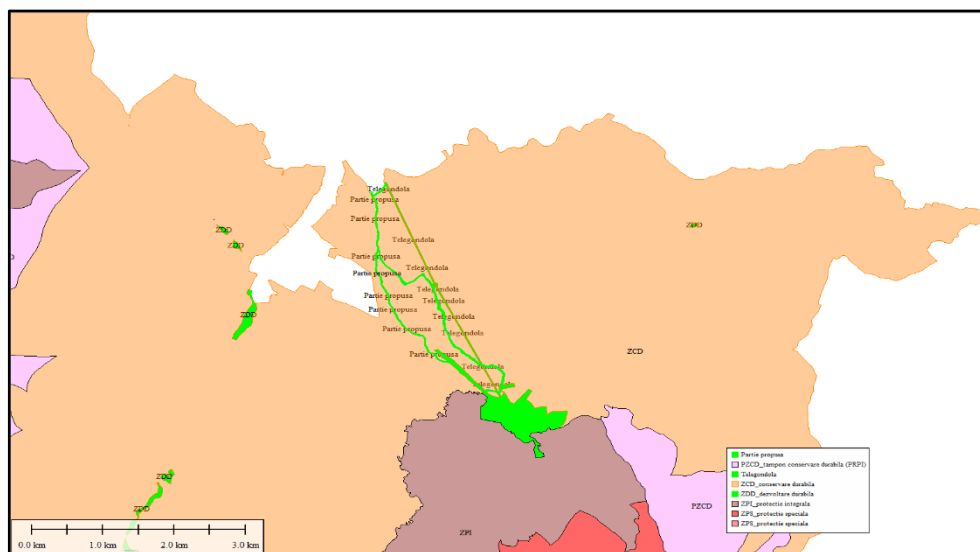 Telegondola
Partie propusa
Partie propusa
ZDD
ZDD
ZDD
Telegondola
Partie propusa
Telegondola
Partie propusa
Telegondola
Partie propusa
Telegondola
Partie propusa
Telegondola
ZDD
Partie propusa
Telegondola
Partie propusa
ZCD
Telegondola
Telegondola
Partie propusa
PZCD_tampon conservare durabila (PRPI)
Telegondola
ZCD_conservare durabila
ZDD_dezvoltare durabila
ZPI_protectie integrala
ZPS_protectie speciala
ZPS_protectie speciala
ZDD
PZCD
ZDD
ZPI
0.0 km 1.0 km 2.0 km 3.0 km